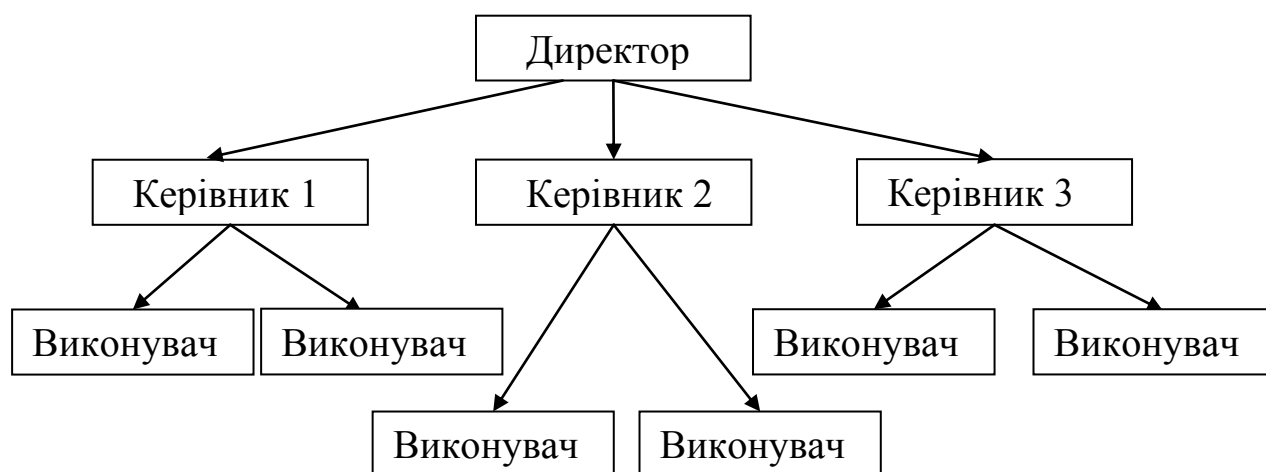 Директор
Керівник 1
Керівник 2
Керівник 3
Виконувач
Виконувач
Виконувач
Виконувач
Виконувач
Виконувач